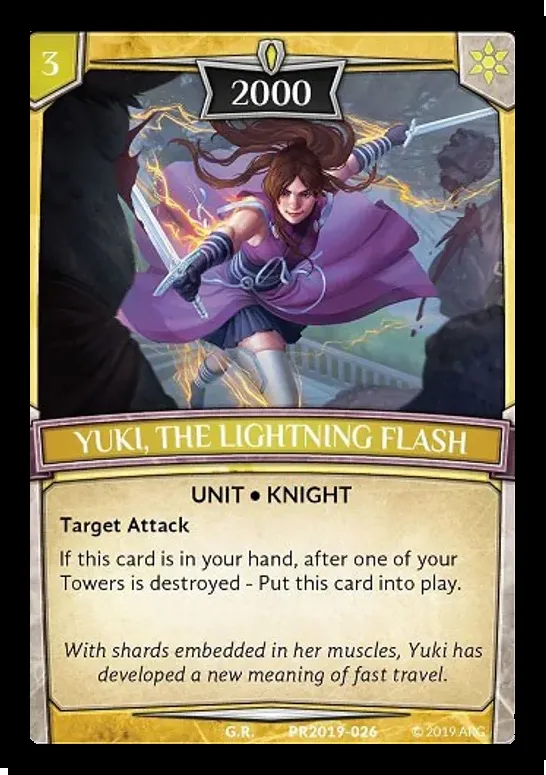 3
2000
YUKI, THE LIGHTNING FLASH
UNIT • KNIGHT
Target Attack
If this card is in your hand, after one of your
Towers is destroyed - Put this card into play.
With shards embedded in her muscles, Yuki has
developed a new meaning of fast travel.
G.R. PR2019-026 © 2019 ARG